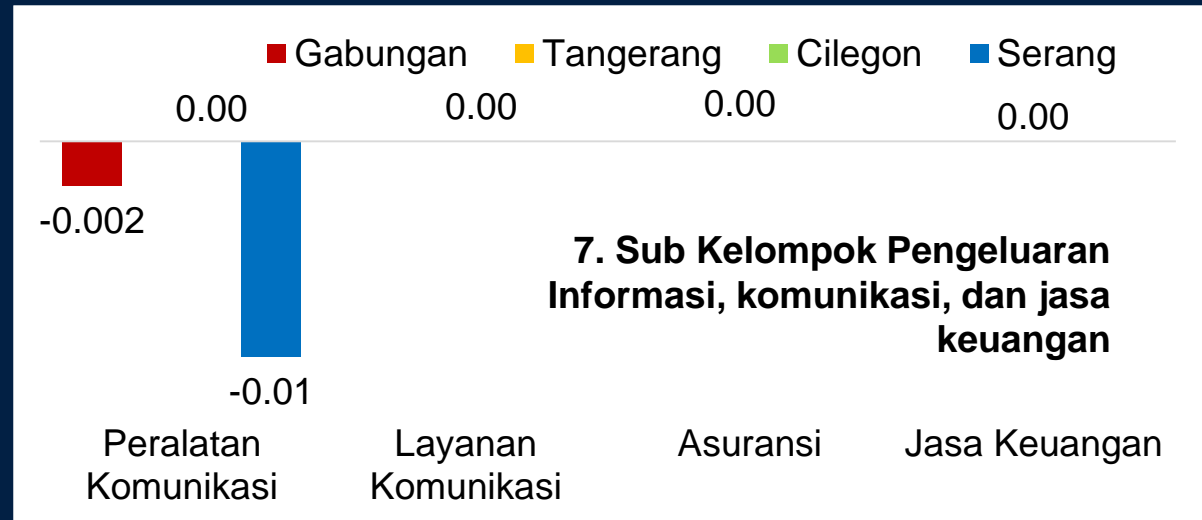 Gabungan Tangerang Cilegon Serang
0.00 0.00 0.00 0.00
-0.002
-0.01
7. Sub Kelompok Pengeluaran
Informasi, komunikasi, dan jasa
keuangan
Peralatan
Komunikasi
Layanan
Komunikasi
Asuransi
Jasa Keuangan